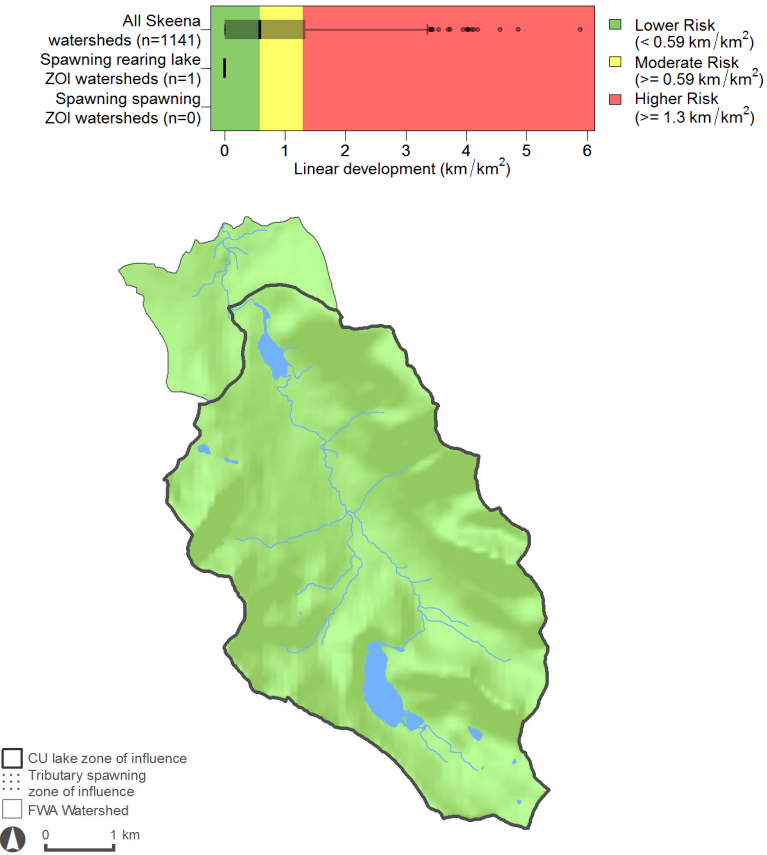 All Skeena
watersheds (n=1141)
Spawning rearing lake
ZOI watersheds (n=1)
Spawning spawning
ZOI watersheds (n=0)
0 1 2 3 4 5 6
Linear development (km/km²)
Lower Risk
(< 0.59 km/km²)
Moderate Risk
(>= 0.59 km/km²)
Higher Risk
(>= 1.3 km/km²)
CU lake zone of influence
Tributary spawning
zone of influence
FWA Watershed
0 1 km